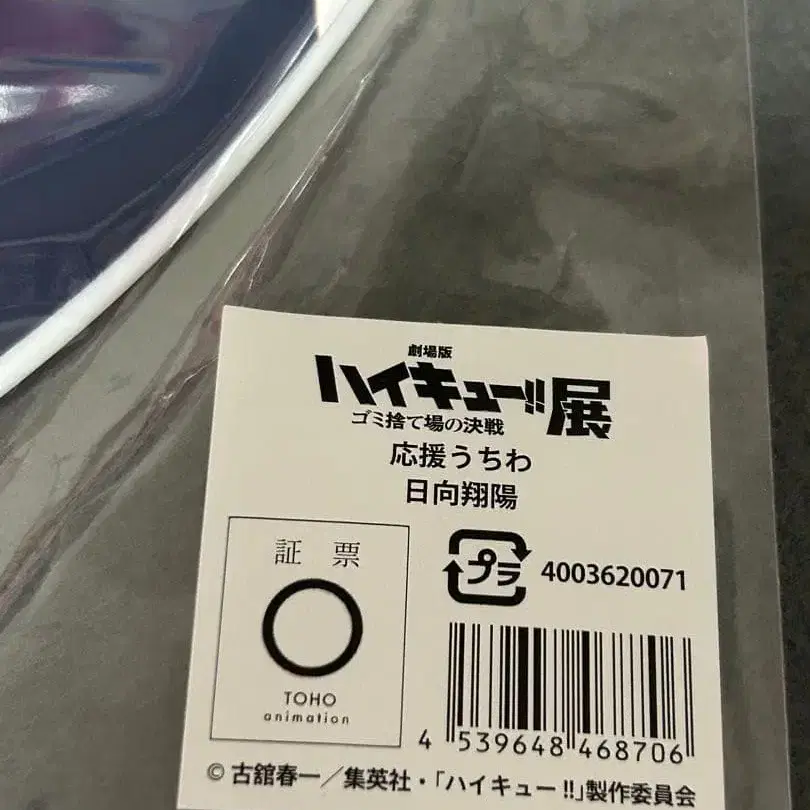 劇場版
ハイキュー!!展
ゴミ捨て場の決戦
応援うちわ
日向翔陽
証 票
TOHO
animation
プラ
4003620071
4 539648 468706
© 古舘春一／集英社・「ハイキュー!!」製作委員会